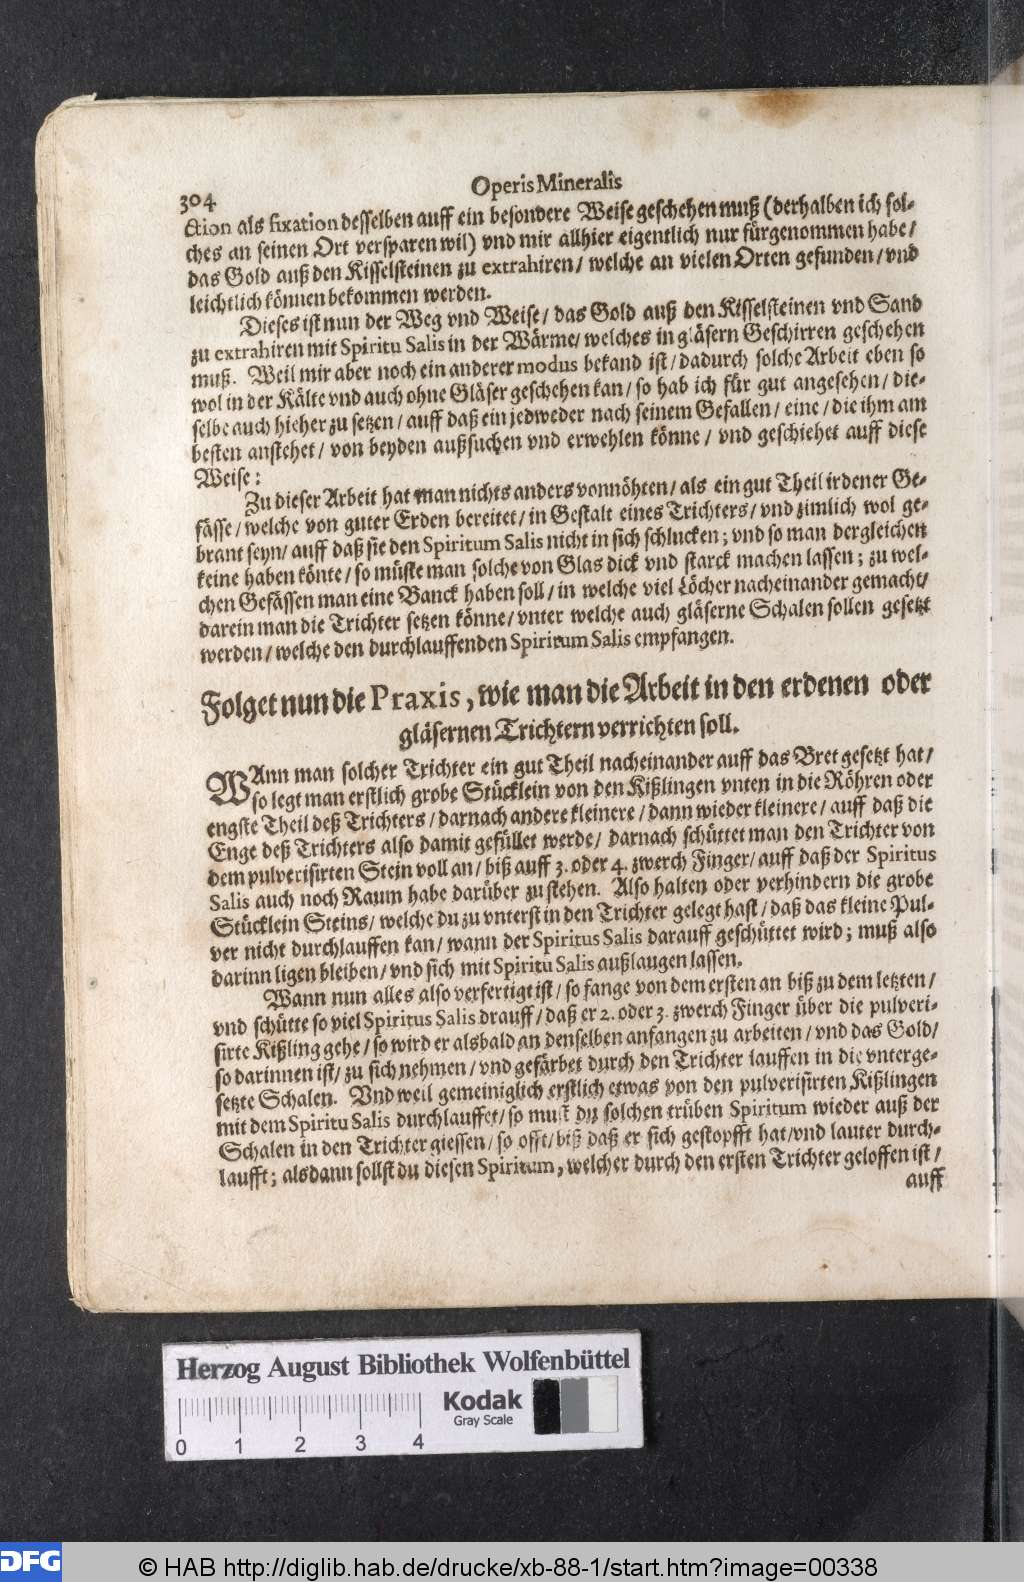 304
Operis Mineralis
ction als fixation desselben auff ein besondere Weise geschehen muß (derhalben ich sol-
ches an seinen Ort versparen wil) vnd mir allhier eigentlich nur fürgenommen habe/
das Gold auß den Kisselsteinen zu extrahiren/ welche an vielen Orten gefunden/ vnd
leichtlich können bekommen werden.
Dieses ist nun der Weg vnd Weise/ das Gold auß den Kisselsteinen vnd Sand
zu extrahiren mit Spiritu Salis in der Wärme/ welches in gläsern Geschirren geschehen
muß. Weil mir aber noch ein anderer modus bekand ist/ dadurch solche Arbeit eben so
wol in der Kälte vnd auch ohne Gläser geschehen kan/ so hab ich für gut angesehen/ die-
selbe auch hieher zu setzen/ auff daß ein jedweder nach seinem Gefallen/ eine/ die ihm am
besten anstehet/ von beyden außsuchen vnd erwehlen könne/ vnd geschiehet auff diese
Weise:
Zu dieser Arbeit hat man nichts anders vonnöhten/ als ein gut Theil irdener Ge-
fässe/ welche von guter Erden bereitet/ in Gestalt eines Trichters/ vnd zimlich wol ge-
brant seyn/ auff daß sie den Spiritum Salis nicht in sich schlucken; vnd so man dergleichen
keine haben könte/ so müste man solche von Glas dick vnd starck machen lassen; zu wel-
chen Gefässen man eine Banck haben soll/ in welche viel Löcher nacheinander gemacht/
darein man die Trichter setzen könne/ vnter welche auch gläserne Schalen sollen gesetzt
werden/ welche den durchlauffenden Spiritum Salis empfangen.
Folget nun die Praxis, wie man die Arbeit in den erdenen oder
gläsernen Trichtern verrichten soll.
WAnn man solcher Trichter ein gut Theil nacheinander auff das Bret gesetzt hat/
so legt man erstlich grobe Stücklein von den Kißlingen vnten in die Röhren oder
engste Theil deß Trichters/ darnach andere kleinere/ dann wieder kleinere/ auff daß die
Enge deß Trichters also damit gefüllet werde/ darnach schüttet man den Trichter von
dem pulverisirten Stein voll an/ biß auff 3. oder 4. zwerch Finger/ auff daß der Spiritus
Salis auch noch Raum habe darüber zu stehen. Also halten oder verhindern die grobe
Stücklein Steins/ welche du zu vnterst in den Trichter gelegt hast/ daß das kleine Pul-
ver nicht durchlauffen kan/ wann der Spiritus Salis darauff geschüttet wird; muß also
darinn ligen bleiben/ vnd sich mit Spiritu Salis außlaugen lassen.
Wann nun alles also verfertigt ist/ so fange von dem ersten an biß zu dem letzten/
vnd schütte so viel Spiritus Salis drauff/ daß er 2. oder 3. zwerch Finger über die pulveri-
sirte Kißling gehe/ so wird er alsbald an denselben anfangen zu arbeiten/ vnd das Gold/
so darinnen ist/ zu sich nehmen/ vnd gefärbet durch den Trichter lauffen in die vnterge-
setzte Schalen. Vnd weil gemeiniglich erstlich etwas von den pulverisirten Kißlingen
mit dem Spiritu Salis durchlauffet/ so must du solchen trüben Spiritum wieder auß der
Schalen in den Trichter giessen/ so offt/ biß daß er sich gestopfft hat/ vnd lauter durch-
laufft; alsdann sollst du diesen Spiritum, welcher durch den ersten Trichter geloffen ist/
auff
Herzog August Bibliothek Wolfenbüttel
Kodak
Gray Scale
0 1 2 3 4
DFG
© HAB http://diglib.hab.de/drucke/xb-88-1/start.htm?image=00338